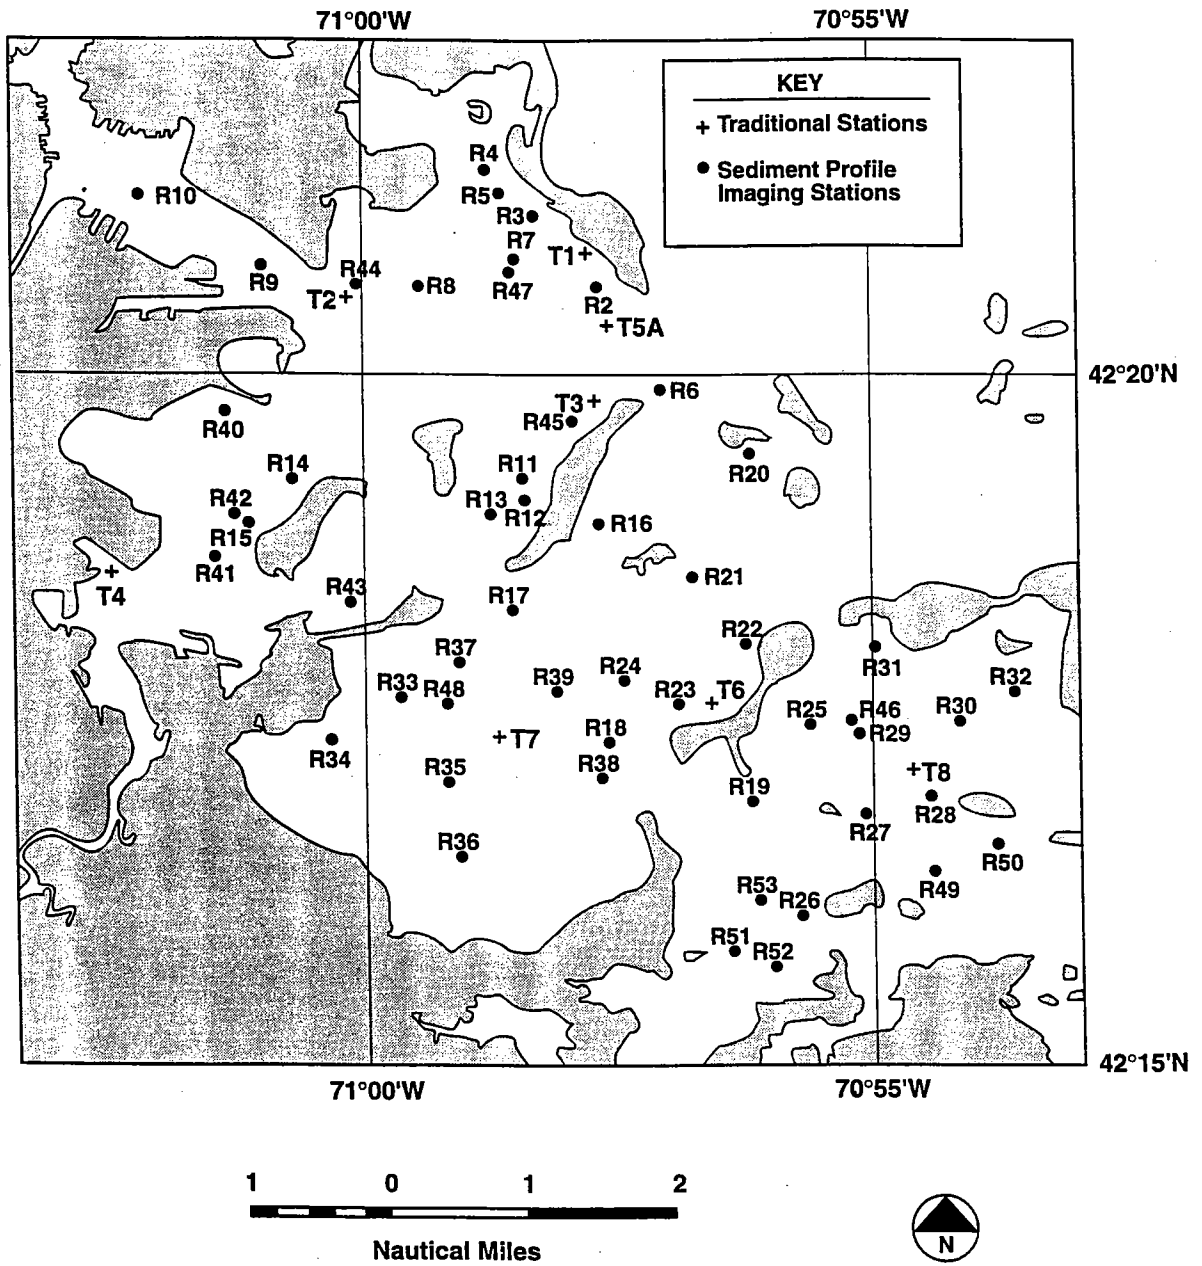 71°00'W 70°55'W
KEY
+ Traditional Stations
● Sediment Profile
Imaging Stations
R4
R10
R5
R3
R7
T1+
R44
R9
R8
R47
T2+
R2
+T5A
42°20'N
R6
T3+
R45
R40
R20
R14
R11
R42
R13
R12
R16
R15
R41
T4
R43
R21
R17
R22
R37
R31
R24
R39
R32
R33
R48
R23
T6
R25
R46
R30
R29
R18
+T7
R34
R38
R35
+T8
R19
R28
R27
R36
R50
R49
R53
R26
R51
R52
42°15'N
71°00'W 70°55'W
1 0 1 2
Nautical Miles
N